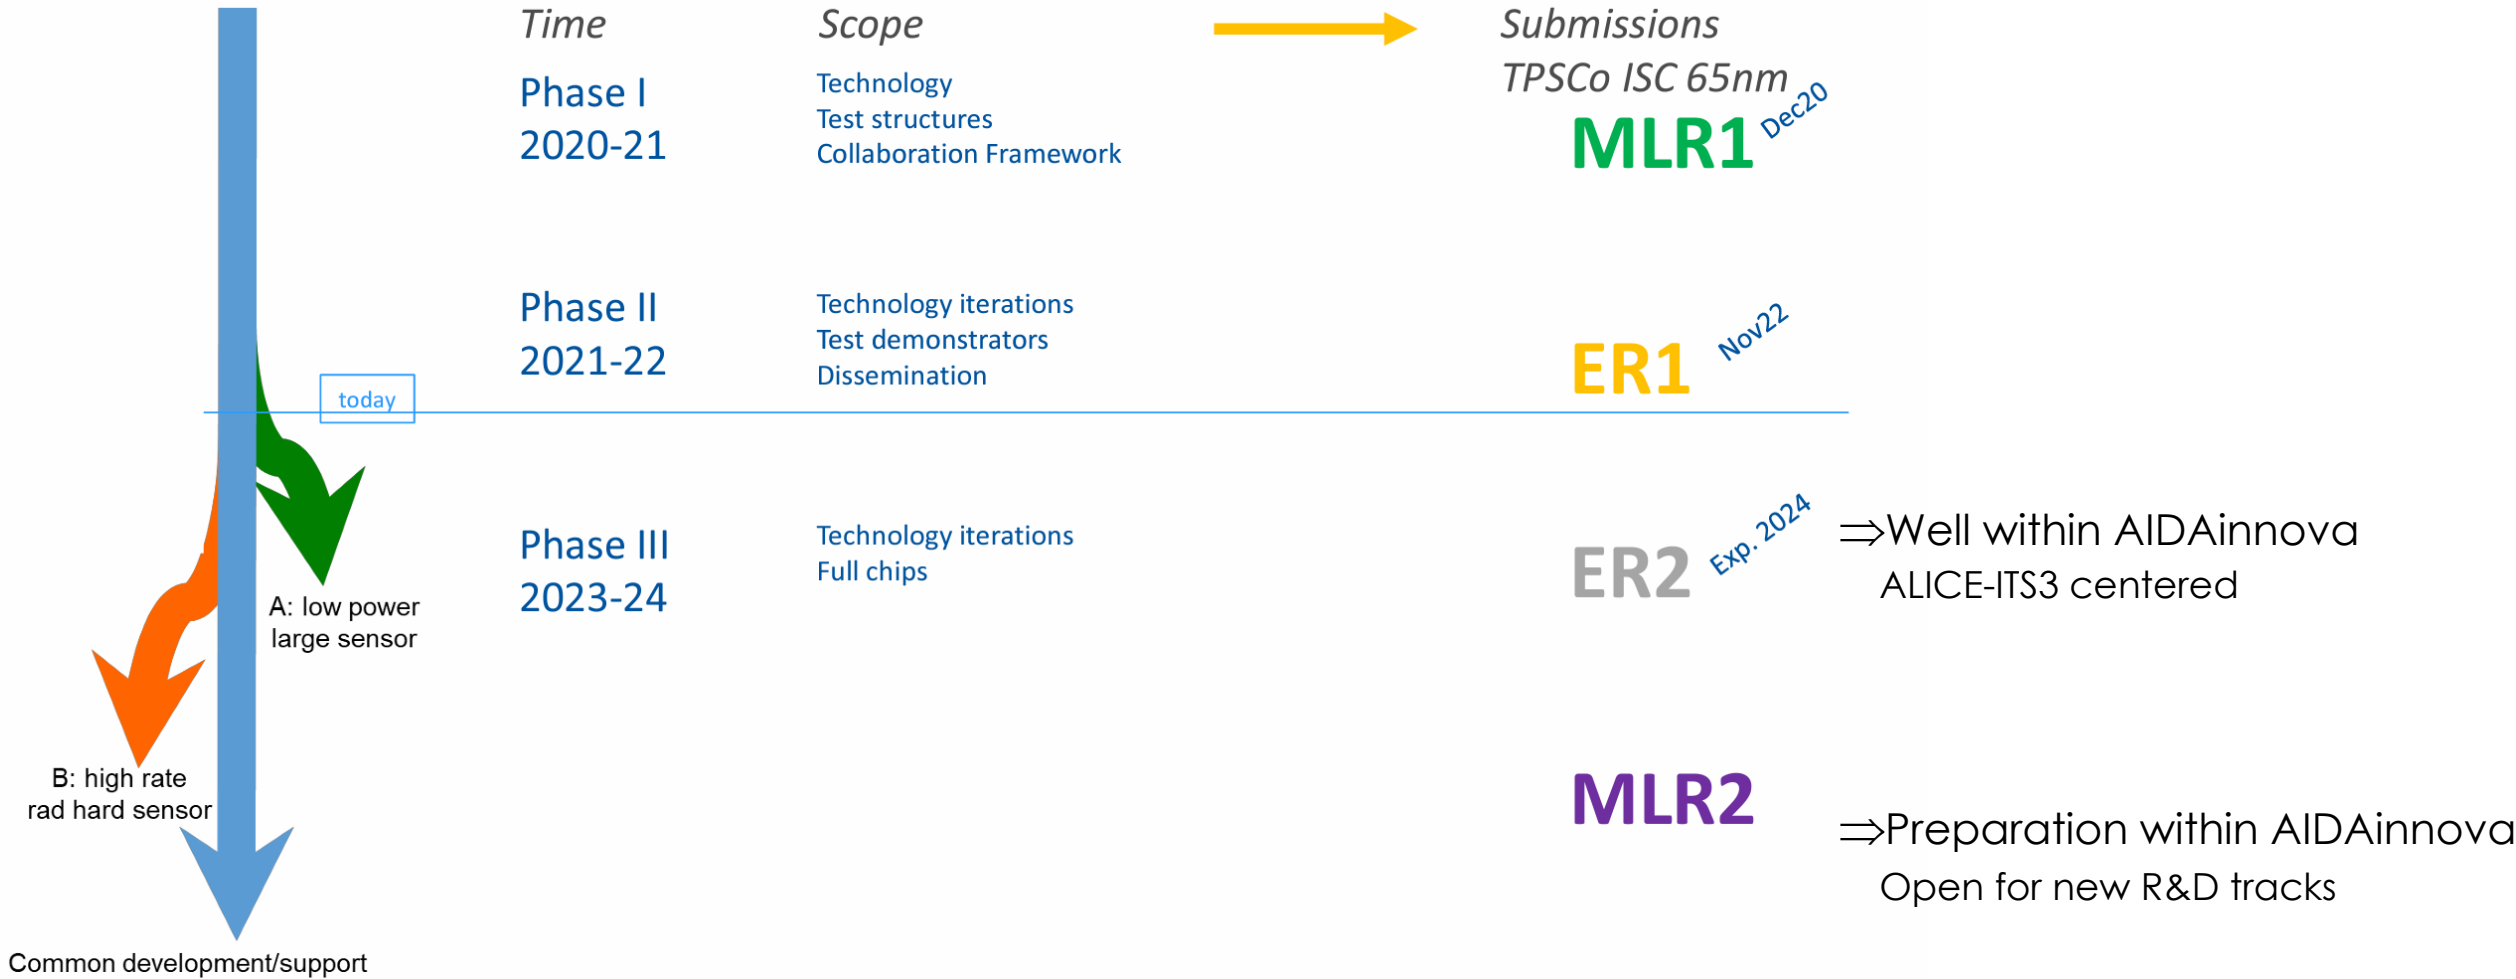 Time
Scope
Submissions
TPSCo ISC 65nm
Phase I
2020-21
Technology
Test structures
Collaboration Framework
MLR1
Dec20
Phase II
2021-22
Technology iterations
Test demonstrators
Dissemination
ER1
Nov22
today
Phase III
2023-24
Technology iterations
Full chips
ER2
Exp. 2024
⇒Well within AIDAinnova
ALICE-ITS3 centered
A: low power
large sensor
B: high rate
rad hard sensor
MLR2
⇒Preparation within AIDAinnova
Open for new R&D tracks
Common development/support